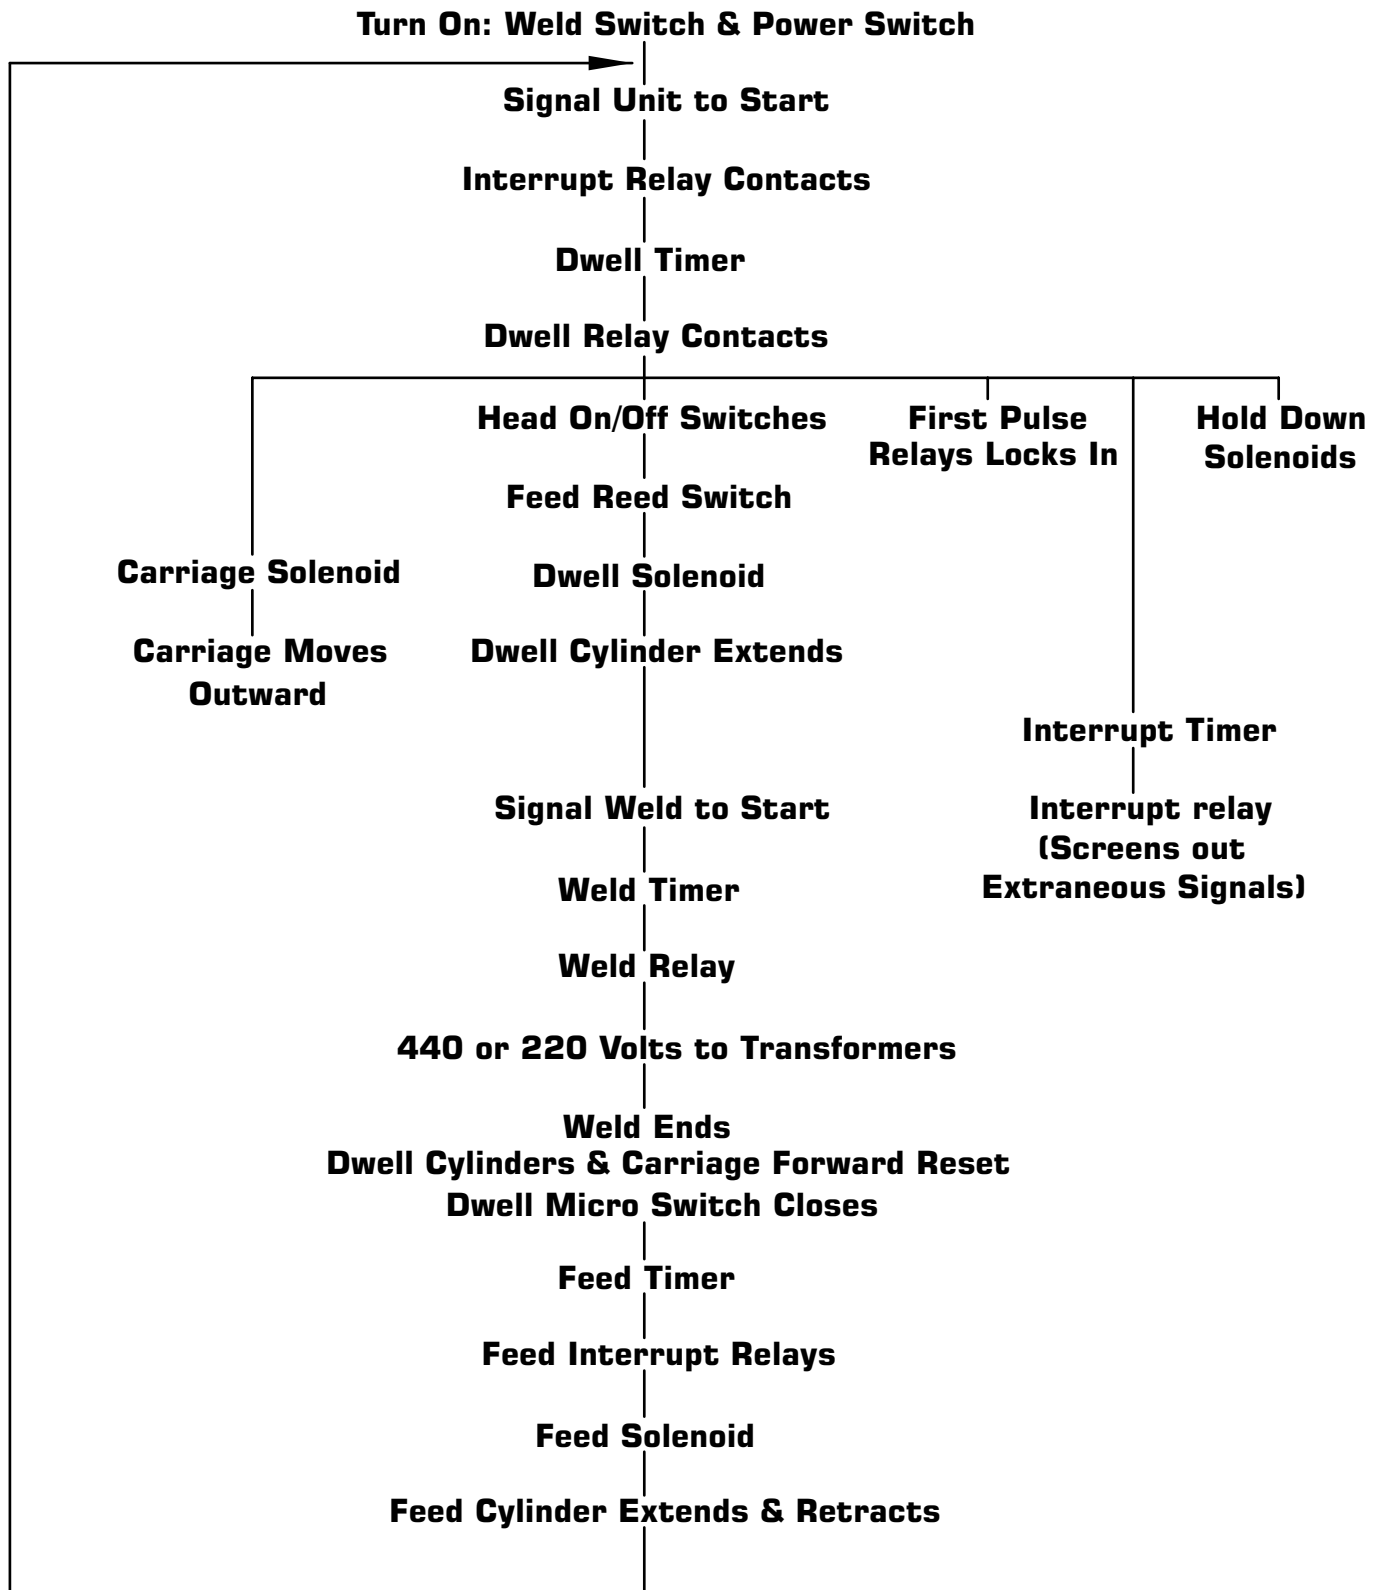 Turn On: Weld Switch & Power Switch
Signal Unit to Start
Interrupt Relay Contacts
Dwell Timer
Dwell Relay Contacts
Head On/Off Switches
First Pulse
Relays Locks In
Hold Down
Solenoids
Feed Reed Switch
Carriage Solenoid
Dwell Solenoid
Carriage Moves
Outward
Dwell Cylinder Extends
Interrupt Timer
Signal Weld to Start
Interrupt relay
(Screens out
Extraneous Signals)
Weld Timer
Weld Relay
440 or 220 Volts to Transformers
Weld Ends
Dwell Cylinders & Carriage Forward Reset
Dwell Micro Switch Closes
Feed Timer
Feed Interrupt Relays
Feed Solenoid
Feed Cylinder Extends & Retracts